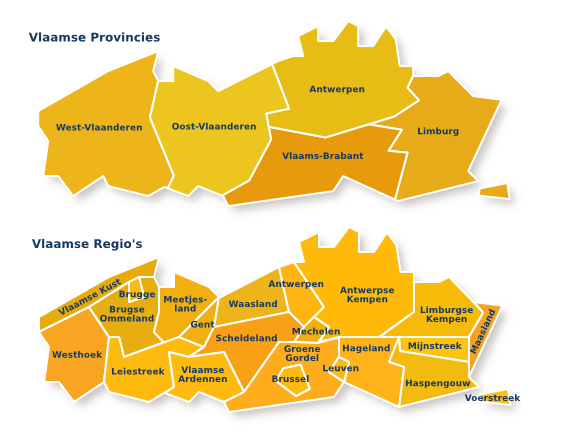 Vlaamse Provincies
Antwerpen
West-Vlaanderen
Oost-Vlaanderen
Limburg
Vlaams-Brabant
Vlaamse Regio's
Vlaamse Kust
Brugge
Antwerpen
Antwerpse
Kempen
Meetjes-
land
Waasland
Brugse
Ommeland
Limburgse
Kempen
Gent
Mechelen
Maasland
Scheldeland
Westhoek
Groene
Gordel
Hageland
Mijnstreek
Leiestreek
Vlaamse
Ardennen
Brussel
Leuven
Haspengouw
Voerstreek